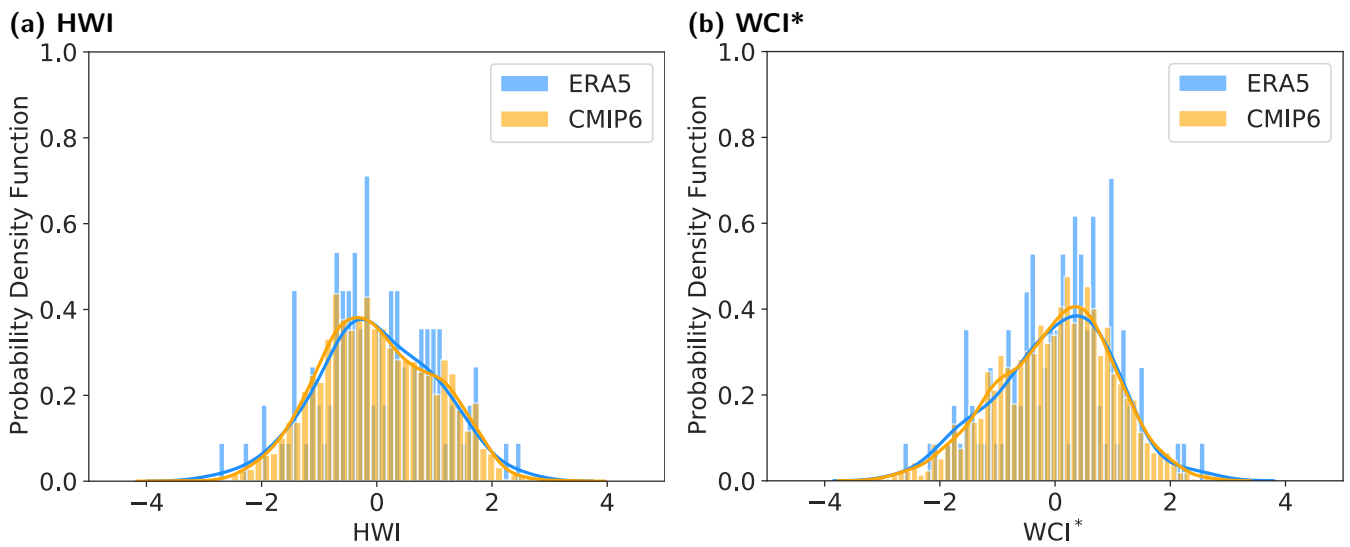 (a) HWI
1.0
0.8
0.6
0.4
0.2
0.0
Probability Density Function
ERA5
CMIP6
−4 −2 0 2 4
HWI
(b) WCI*
1.0
0.8
0.6
0.4
0.2
0.0
Probability Density Function
ERA5
CMIP6
−4 −2 0 2 4
WCI*